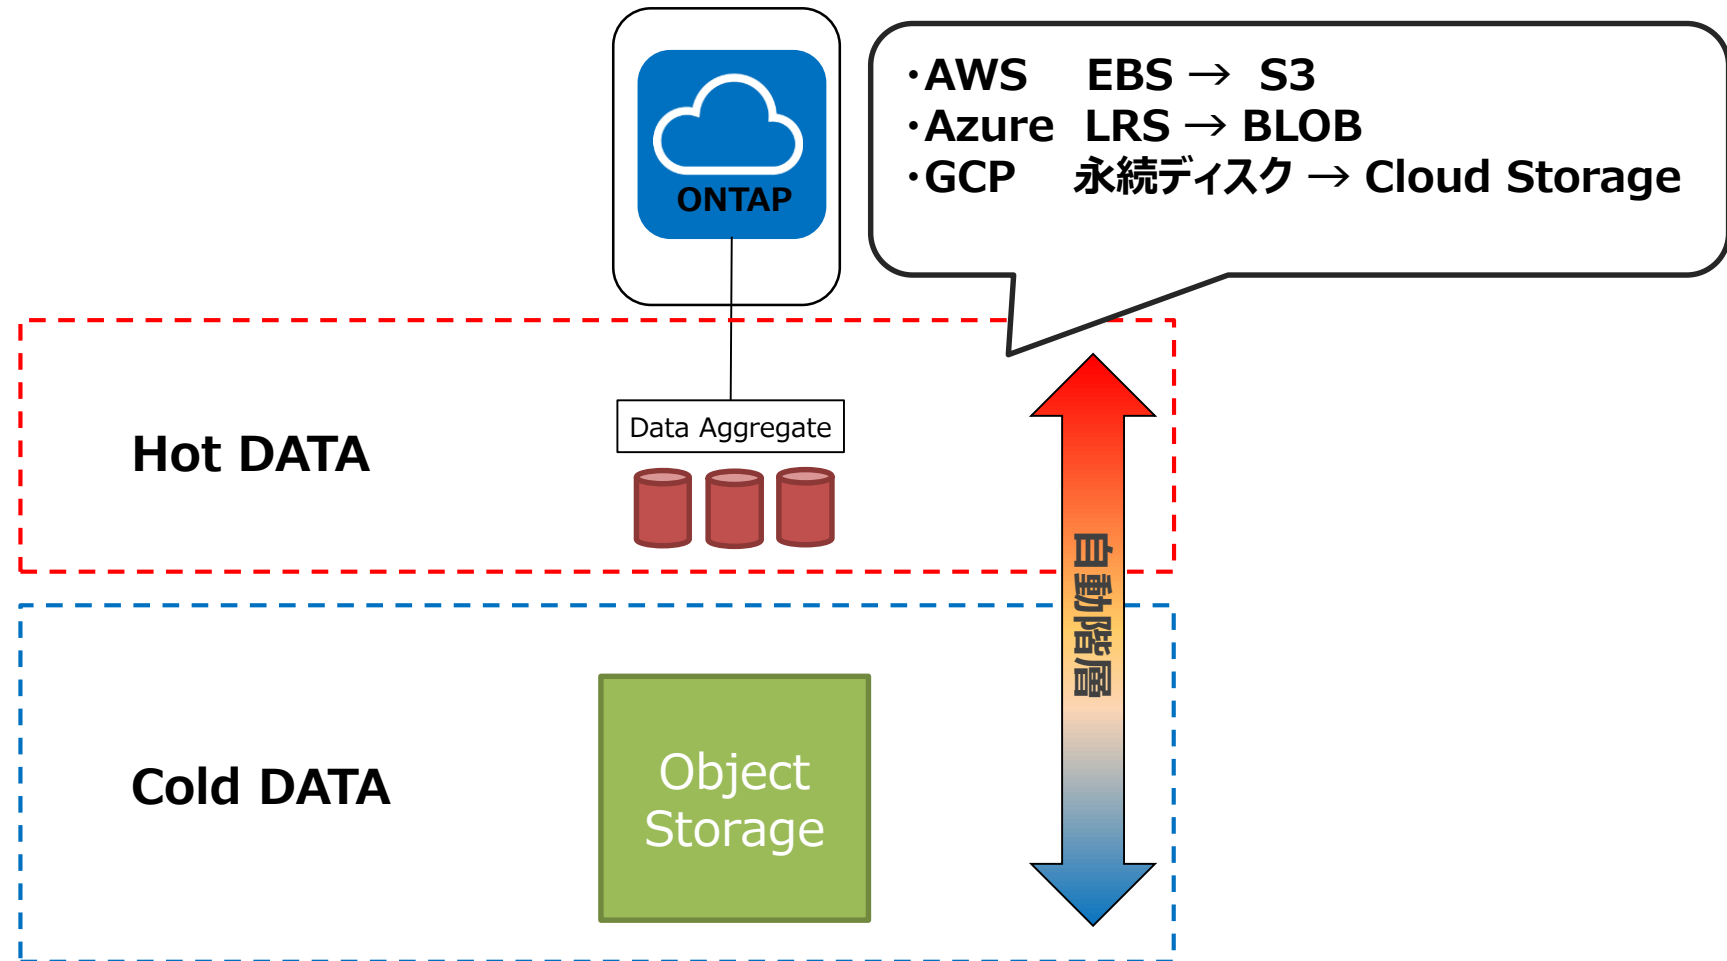 ONTAP
・AWS EBS → S3
・Azure LRS → BLOB
・GCP 永続ディスク → Cloud Storage
Data Aggregate
Hot DATA
自動階層
Cold DATA
Object
Storage